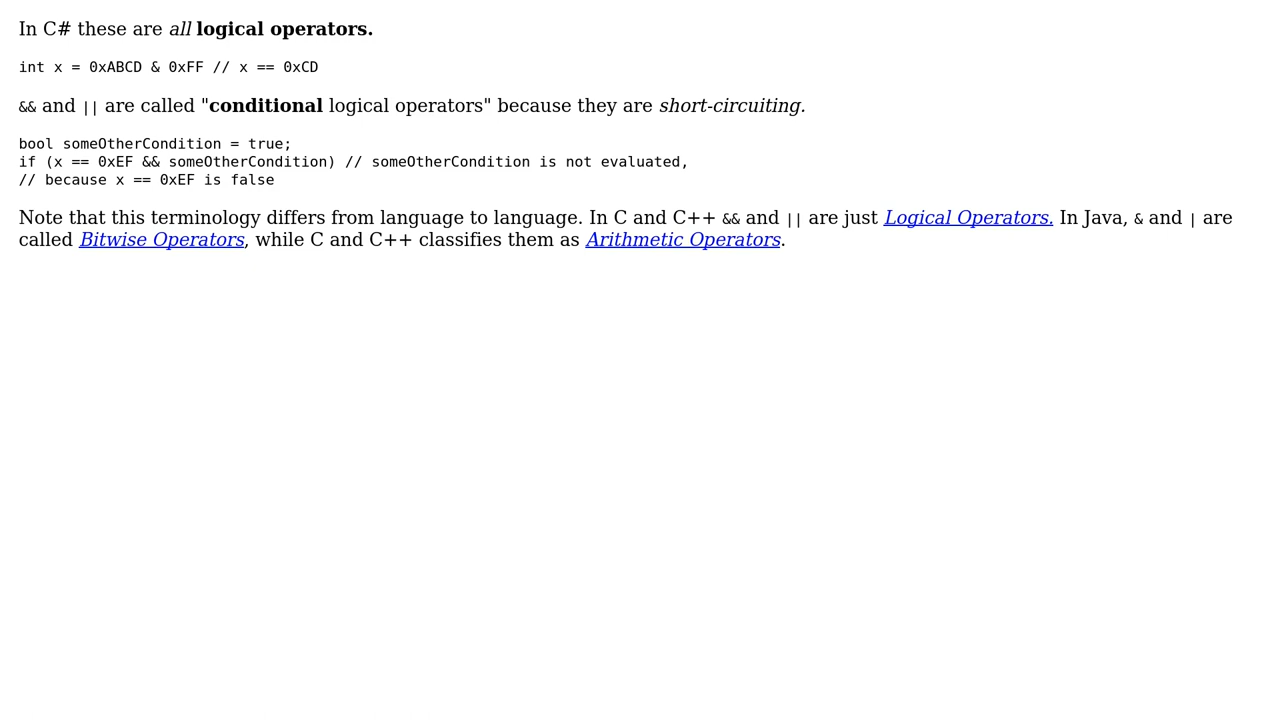 In C# these are all logical operators.
int x = 0xABCD & 0xFF // x == 0xCD
&& and || are called "conditional logical operators" because they are short-circuiting.
bool someOtherCondition = true;
if (x == 0xEF && someOtherCondition) // someOtherCondition is not evaluated,
// because x == 0xEF is false
Note that this terminology differs from language to language. In C and C++ && and || are just Logical Operators. In Java, & and | are
called Bitwise Operators, while C and C++ classifies them as Arithmetic Operators.